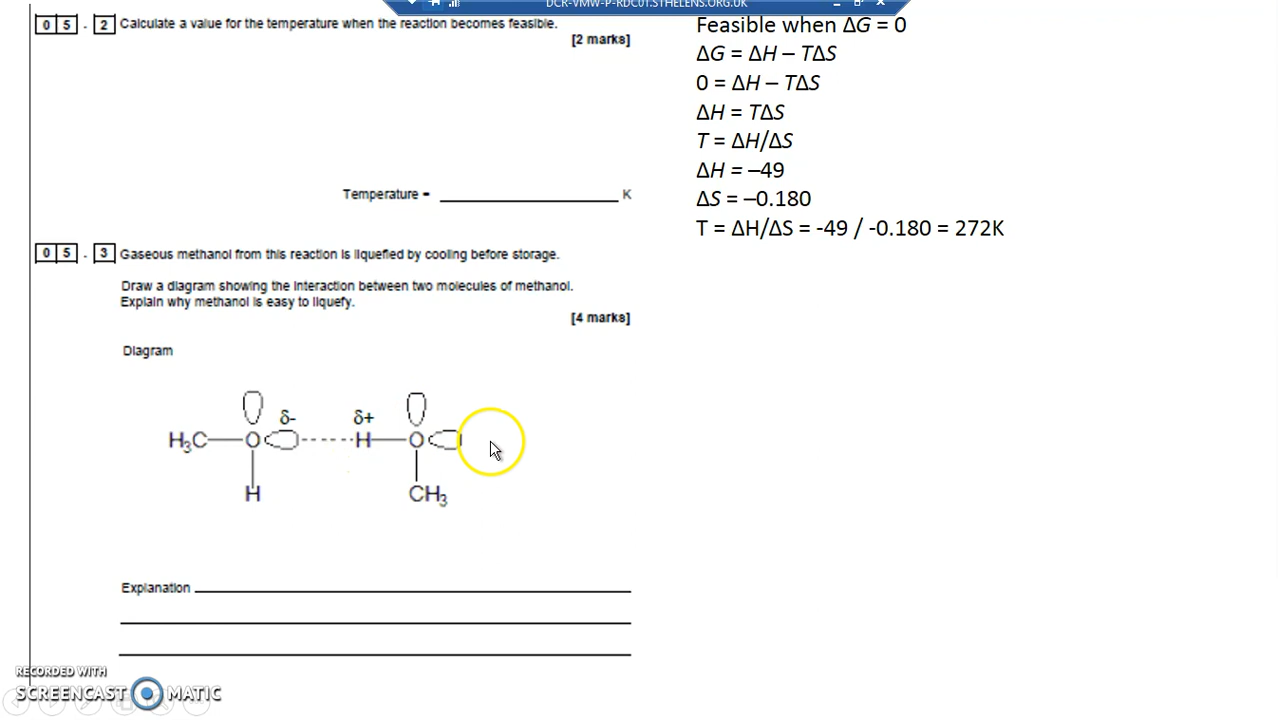 DCR-VMW-P-RDC01.STHELENS.ORG.UK
0 5 . 2 Calculate a value for the temperature when the reaction becomes feasible.
[2 marks]
Temperature = ____________ K
0 5 . 3 Gaseous methanol from this reaction is liquefied by cooling before storage.
Draw a diagram showing the interaction between two molecules of methanol.
Explain why methanol is easy to liquefy.
[4 marks]
Diagram
δ- δ+
H₃C O H O
H CH₃
Explanation
Feasible when ΔG = 0
ΔG = ΔH – TΔS
0 = ΔH – TΔS
ΔH = TΔS
T = ΔH/ΔS
ΔH = –49
ΔS = –0.180
T = ΔH/ΔS = -49 / -0.180 = 272K
RECORDED WITH
SCREENCAST MATIC